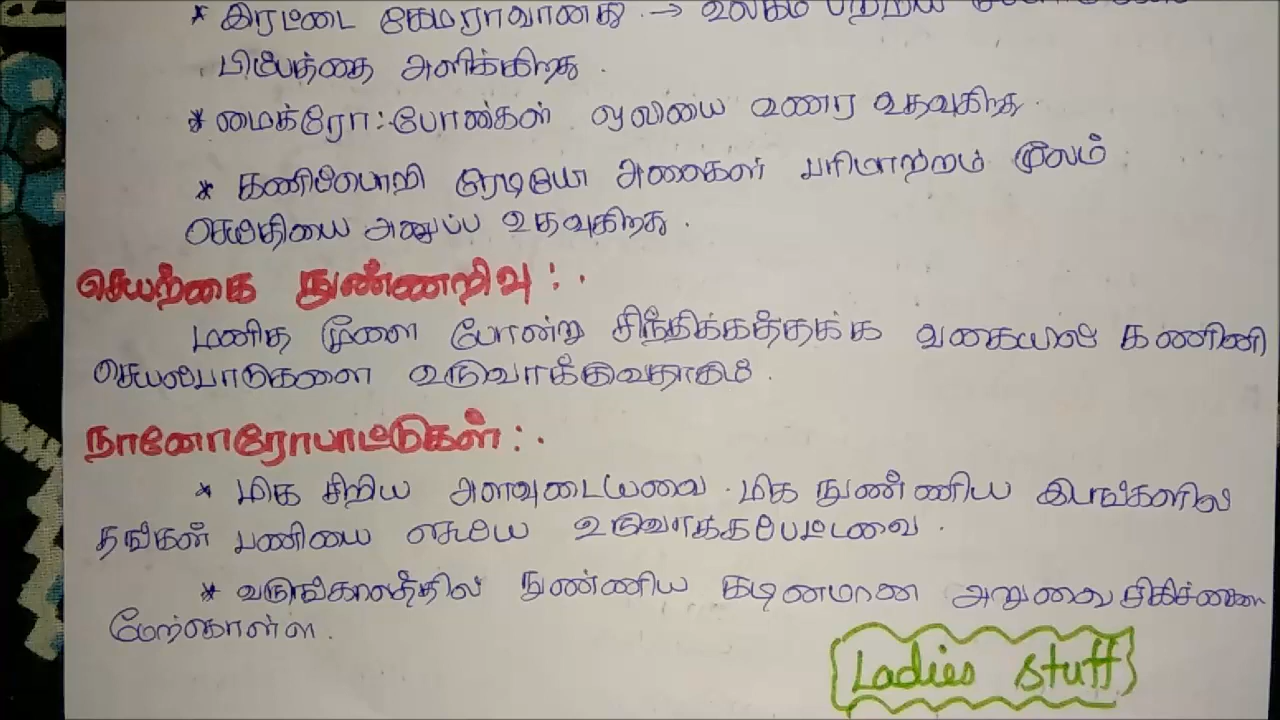 * இரட்டை கேமராவானது → உலகம் பற்றிய
பிம்பத்தை அளிக்கிறது.
* மைக்ரோஃபோன்கள் ஒலியை உணர உதவுகிறது.
* கணிப்பொறி ரேடியோ அலைகள் பரிமாற்றம் மூலம்
செய்தியை அனுப்ப உதவுகிறது.
செயற்கை நுண்ணறிவு :.
மனித மூளை போன்று சிந்திக்கத்தக்க வகையில் கணினி
செயல்பாடுகளை உருவாக்குவதாகும்.
நானோரோபாட்டுகள் :.
* மிக சிறிய அளவுடையவை. மிக நுண்ணிய இடங்களில்
தங்கள் பணியை செய்ய உருவாக்கப்பட்டவை.
* வருங்காலத்தில் நுண்ணிய கடினமான அறுவை சிகிச்சை
மேற்கொள்ள.
Ladies stuff